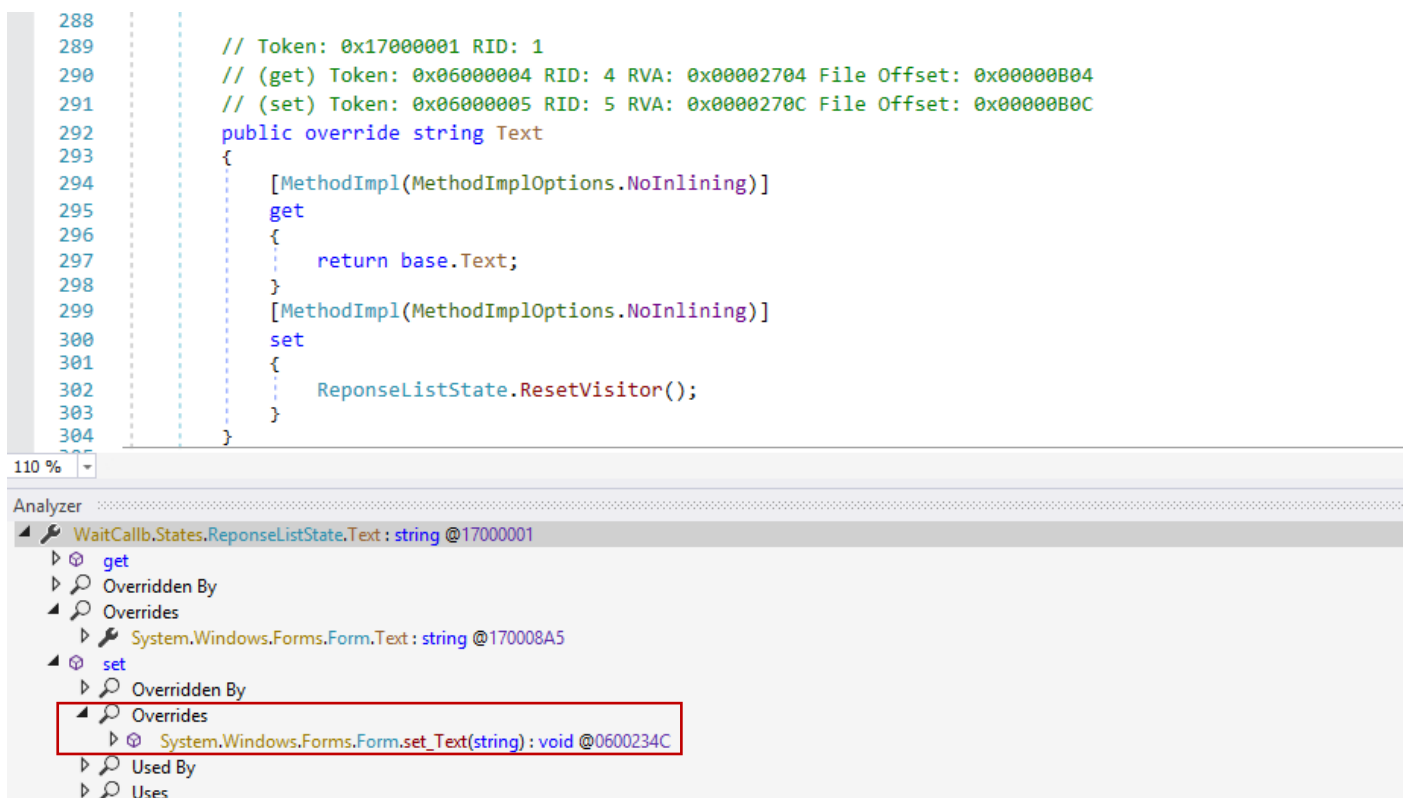 288
289 // Token: 0x17000001 RID: 1
290 // (get) Token: 0x06000004 RID: 4 RVA: 0x00002704 File Offset: 0x00000B04
291 // (set) Token: 0x06000005 RID: 5 RVA: 0x0000270C File Offset: 0x00000B0C
292 public override string Text
293 {
294 [MethodImpl(MethodImplOptions.NoInlining)]
295 get
296 {
297 return base.Text;
298 }
299 [MethodImpl(MethodImplOptions.NoInlining)]
300 set
301 {
302 ReponseListState.ResetVisitor();
303 }
304 }
110 %
Analyzer
WaitCallb.States.ReponseListState.Text : string @17000001
get
Overridden By
Overrides
System.Windows.Forms.Form.Text : string @170008A5
set
Overridden By
Overrides
System.Windows.Forms.Form.set_Text(string) : void @0600234C
Used By
Uses